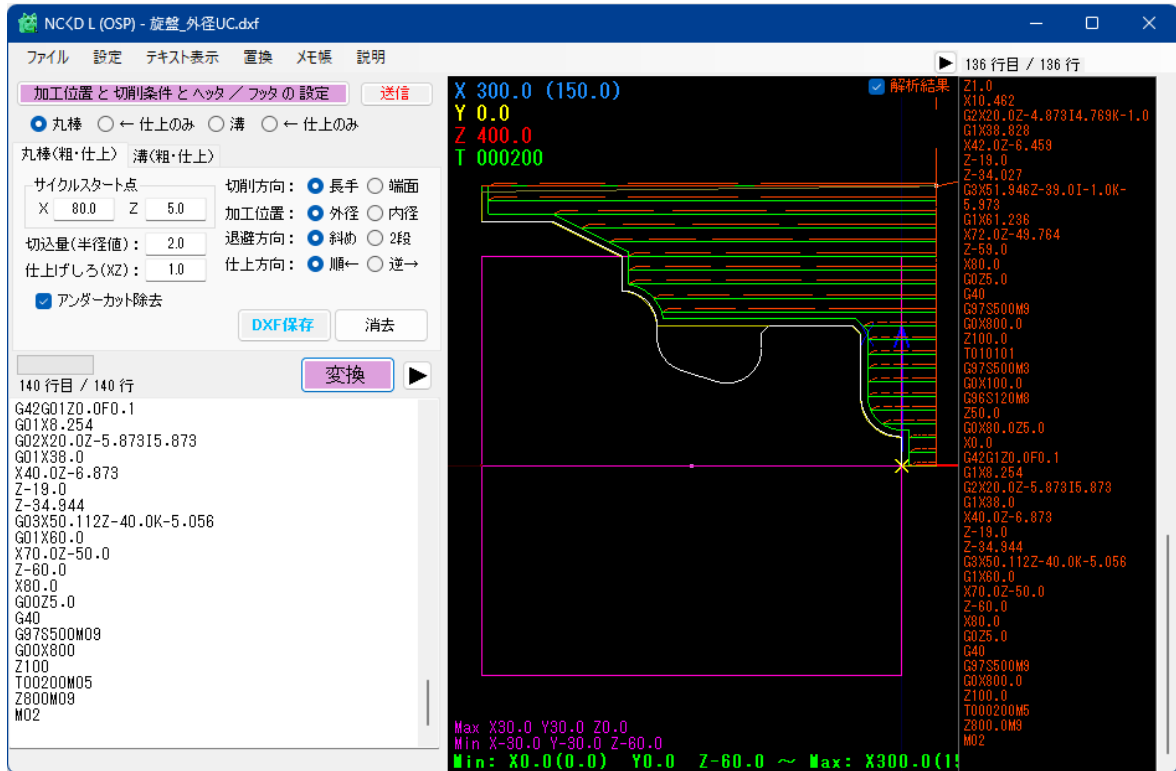 NC<D L (OSP) - 旋盤_外径UC.dxf
ファイル 設定 テキスト表示 置換 メモ帳 説明
136 行目 / 136 行
加工位置 と 切削条件 と ヘッタ ／ フッタ の 設定 送信
丸棒 ← 仕上のみ 溝 ← 仕上のみ
丸棒(粗・仕上) 溝(粗・仕上)
サイクルスタート点
X 80.0 Z 5.0
切込量(半径値): 2.0
仕上げしろ(XZ): 1.0
アンダーカット除去
切削方向: 長手 端面
加工位置: 外径 内径
退避方向: 斜め 2段
仕上方向: 順← 逆→
DXF保存 消去
変換
140 行目 / 140 行
G42G01Z0.0F0.1
G01X8.254
G02X20.0Z-5.873I5.873
G01X38.0
X40.0Z-6.873
Z-19.0
Z-34.944
G03X50.112Z-40.0K-5.056
G01X60.0
X70.0Z-50.0
Z-60.0
X80.0
G00Z5.0
G40
G97S500M09
G00X800
Z100
T00200M05
Z800M09
M02
X 300.0 (150.0)
Y 0.0
Z 400.0
T 000200
解析結果
Max X30.0 Y30.0 Z0.0
Min X-30.0 Y-30.0 Z-60.0
Min: X0.0(0.0) Y0.0 Z-60.0 ～ Max: X300.0(1
Z1.0
X10.462
G2X20.0Z-4.873I4.769K-1.0
G1X38.828
X42.0Z-6.459
Z-19.0
Z-34.027
G3X51.946Z-39.0I-1.0K-
5.973
G1X61.236
X72.0Z-49.764
Z-59.0
X80.0
G0Z5.0
G40
G97S500M9
G0X800.0
Z100.0
T010101
G97S500M3
G0X100.0
G96S120M8
Z50.0
G0X80.0Z5.0
X0.0
G42G1Z0.0F0.1
G1X8.254
G2X20.0Z-5.873I5.873
G1X38.0
X40.0Z-6.873
Z-19.0
Z-34.944
G3X50.112Z-40.0K-5.056
G1X60.0
X70.0Z-50.0
Z-60.0
X80.0
G0Z5.0
G40
G97S500M9
G0X800.0
Z100.0
T000200M5
Z800.0M9
M02